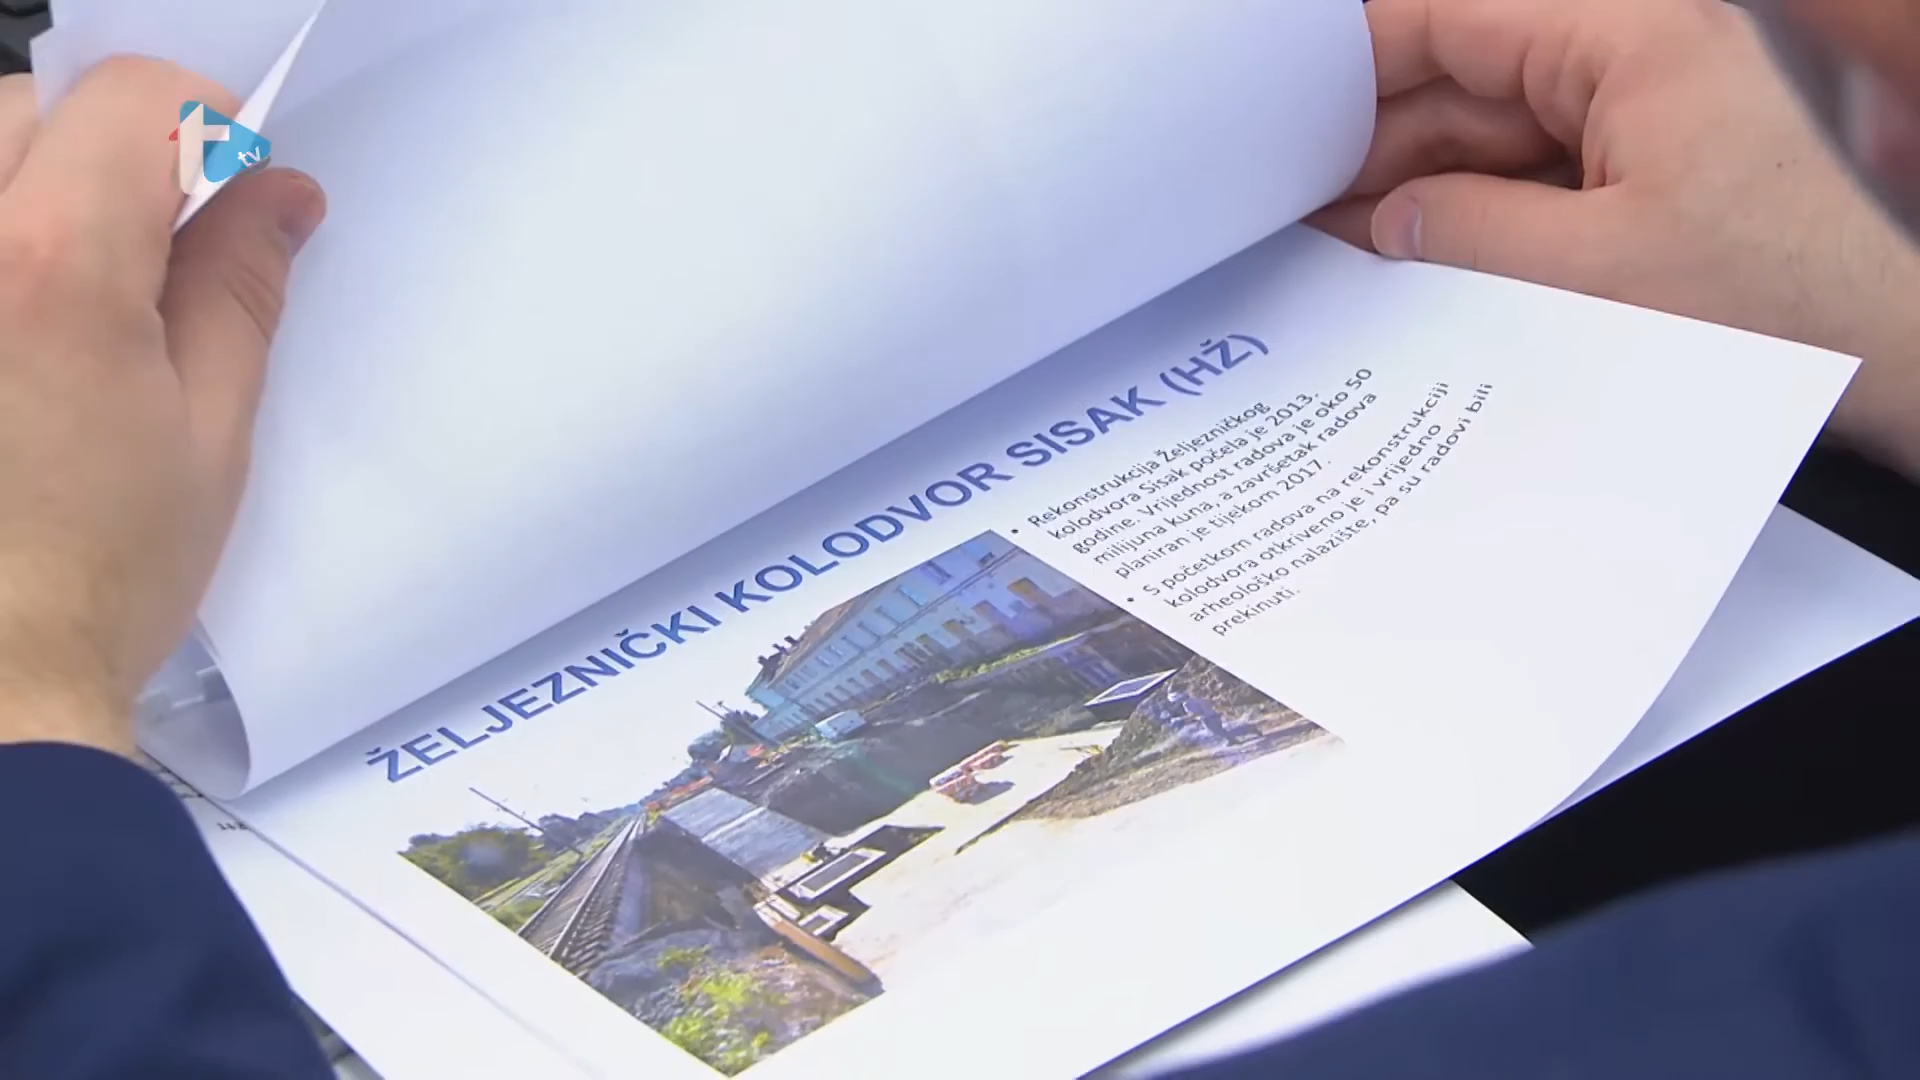 t tv
ŽELJEZNIČKI KOLODVOR SISAK (HŽ)
• Rekonstrukcija Željezničkog
kolodvora Sisak počela je 2013.
godine. Vrijednost radova je oko 50
milijuna kuna, a završetak radova
planiran je tijekom 2017.
• S početkom radova na rekonstrukciji
kolodvora otkriveno je i vrijedno
arheološko nalazište, pa su radovi bili
prekinuti.